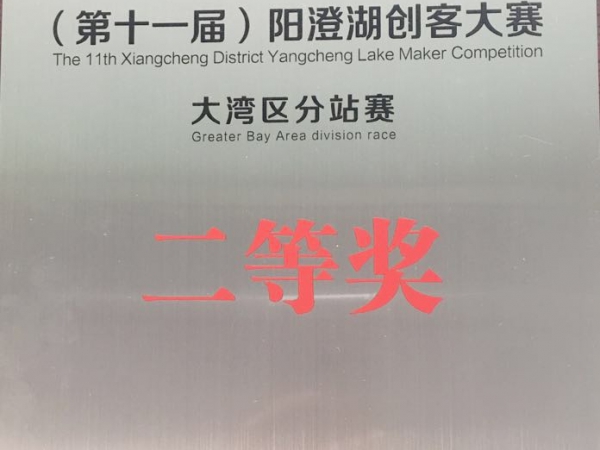 （第十一届）阳澄湖创客大赛
The 11th Xiangcheng District Yangcheng Lake Maker Competition
大湾区分站赛
Greater Bay Area division race
二等奖